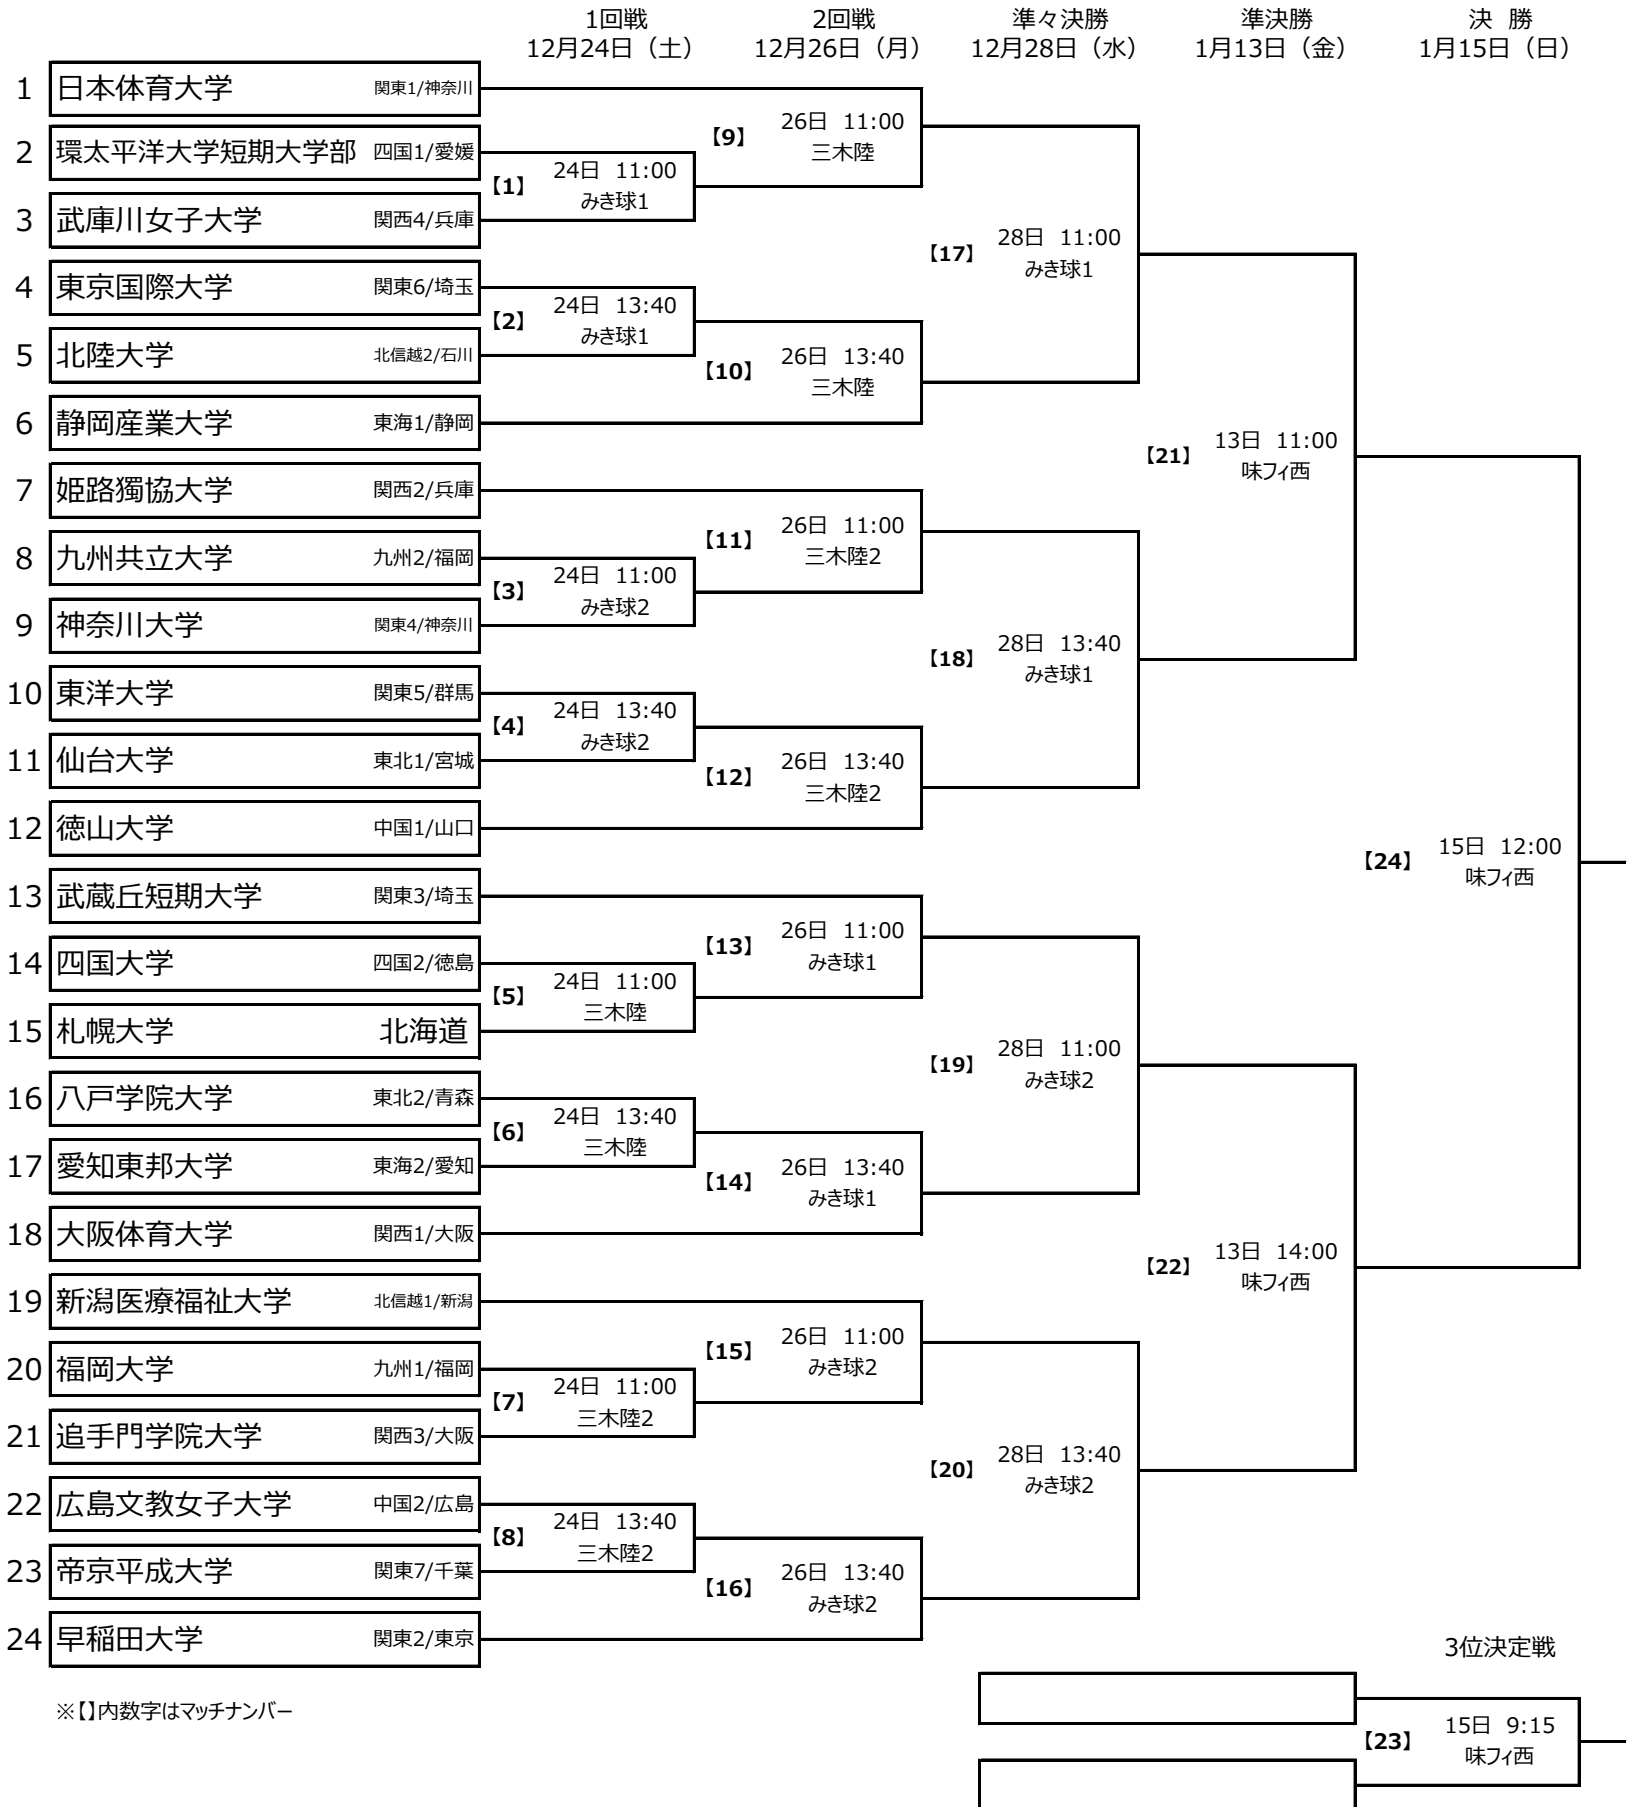 1回戦 2回戦 準々決勝 準決勝 決 勝
12月24日（土） 12月26日（月） 12月28日（水） 1月13日（金） 1月15日（日）
1 日本体育大学 関東1/神奈川
2 環太平洋大学短期大学部 四国1/愛媛
3 武庫川女子大学 関西4/兵庫
4 東京国際大学 関東6/埼玉
5 北陸大学 北信越2/石川
6 静岡産業大学 東海1/静岡
7 姫路獨協大学 関西2/兵庫
8 九州共立大学 九州2/福岡
9 神奈川大学 関東4/神奈川
10 東洋大学 関東5/群馬
11 仙台大学 東北1/宮城
12 徳山大学 中国1/山口
13 武蔵丘短期大学 関東3/埼玉
14 四国大学 四国2/徳島
15 札幌大学 北海道
16 八戸学院大学 東北2/青森
17 愛知東邦大学 東海2/愛知
18 大阪体育大学 関西1/大阪
19 新潟医療福祉大学 北信越1/新潟
20 福岡大学 九州1/福岡
21 追手門学院大学 関西3/大阪
22 広島文教女子大学 中国2/広島
23 帝京平成大学 関東7/千葉
24 早稲田大学 関東2/東京
【1】 24日 11:00
みき球1
【2】 24日 13:40
みき球1
【3】 24日 11:00
みき球2
【4】 24日 13:40
みき球2
【5】 24日 11:00
三木陸
【6】 24日 13:40
三木陸
【7】 24日 11:00
三木陸2
【8】 24日 13:40
三木陸2
【9】 26日 11:00
三木陸
【10】 26日 13:40
三木陸
【11】 26日 11:00
三木陸2
【12】 26日 13:40
三木陸2
【13】 26日 11:00
みき球1
【14】 26日 13:40
みき球1
【15】 26日 11:00
みき球2
【16】 26日 13:40
みき球2
【17】 28日 11:00
みき球1
【18】 28日 13:40
みき球1
【19】 28日 11:00
みき球2
【20】 28日 13:40
みき球2
【21】 13日 11:00
味フィ西
【22】 13日 14:00
味フィ西
【24】 15日 12:00
味フィ西
3位決定戦
【23】 15日 9:15
味フィ西
※【】内数字はマッチナンバー